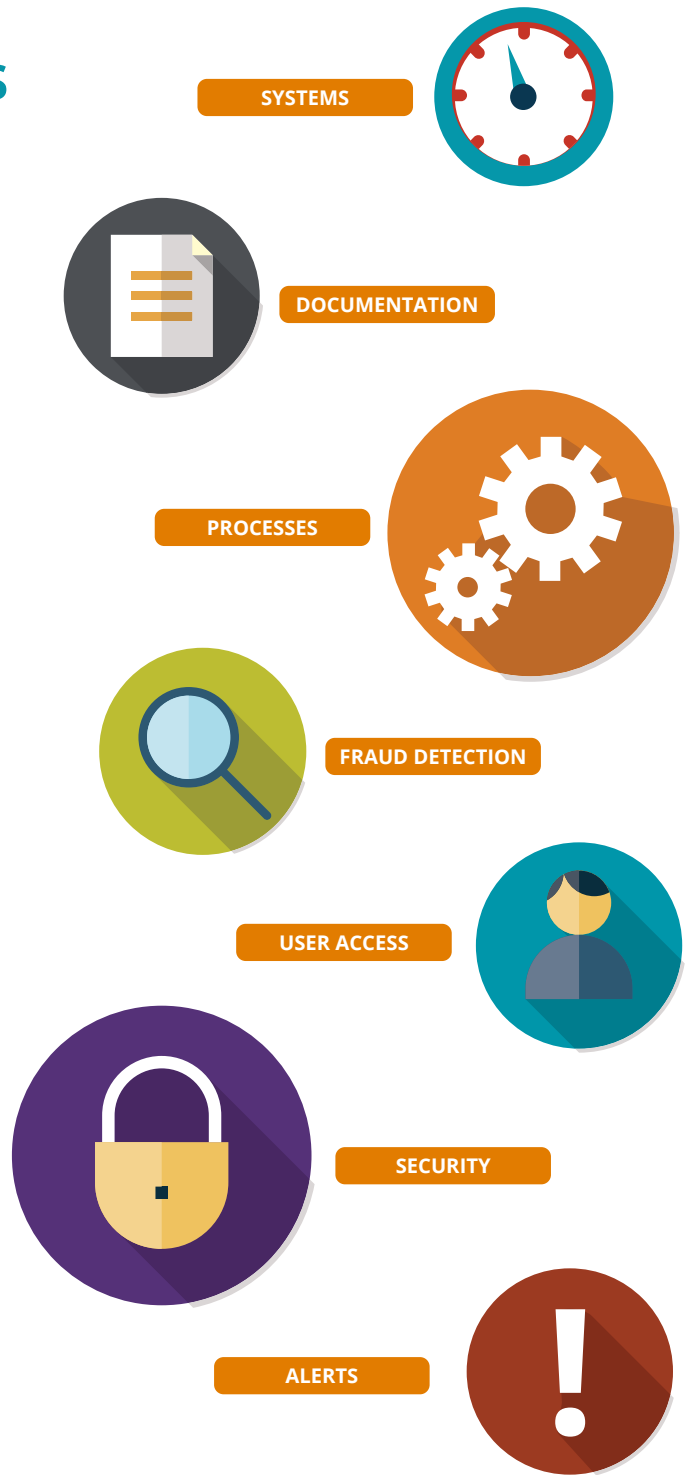 S
SYSTEMS
DOCUMENTATION
PROCESSES
FRAUD DETECTION
USER ACCESS
SECURITY
ALERTS